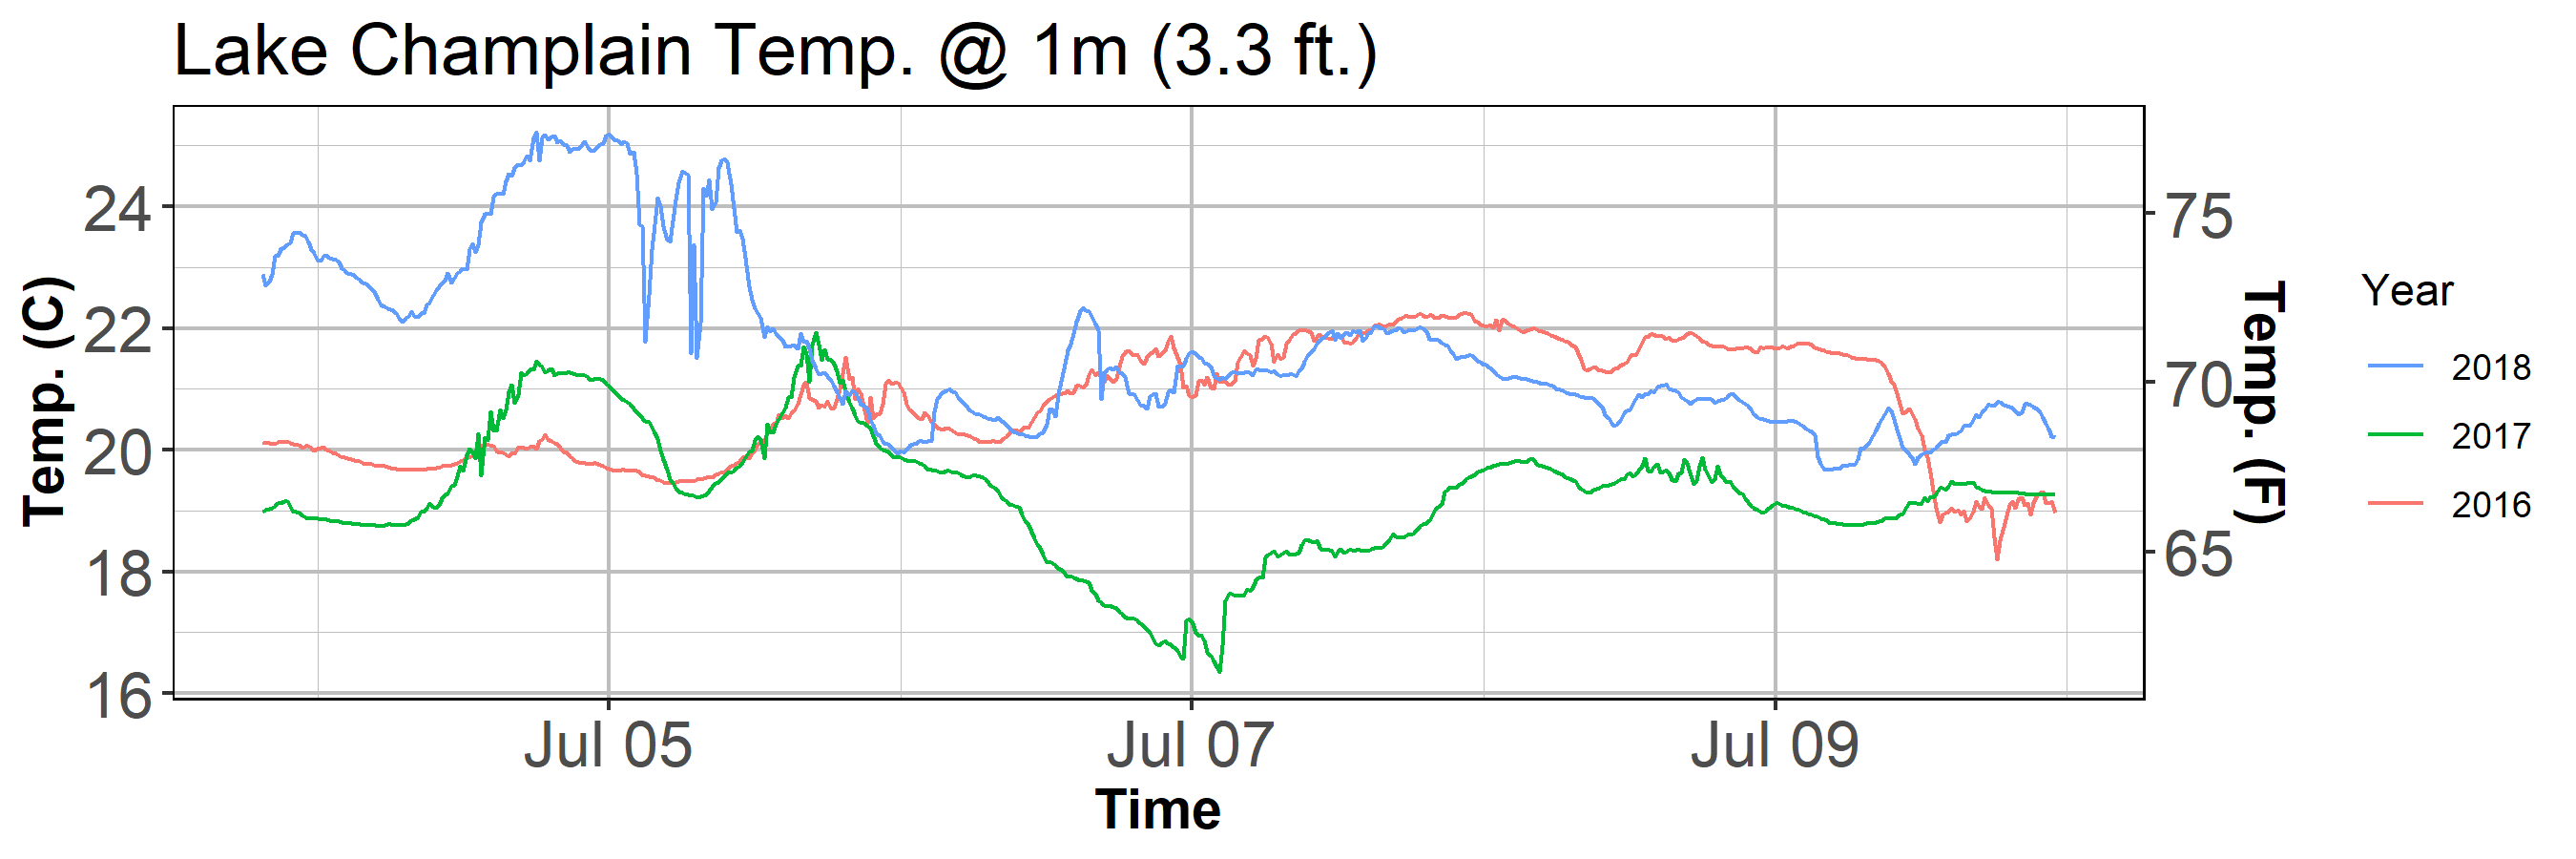 Lake Champlain Temp. @ 1m (3.3 ft.)
Temp. (C)
24
22
20
18
16
75
70
65
Temp. (F)
Jul 05
Jul 07
Jul 09
Time
Year
2018
2017
2016